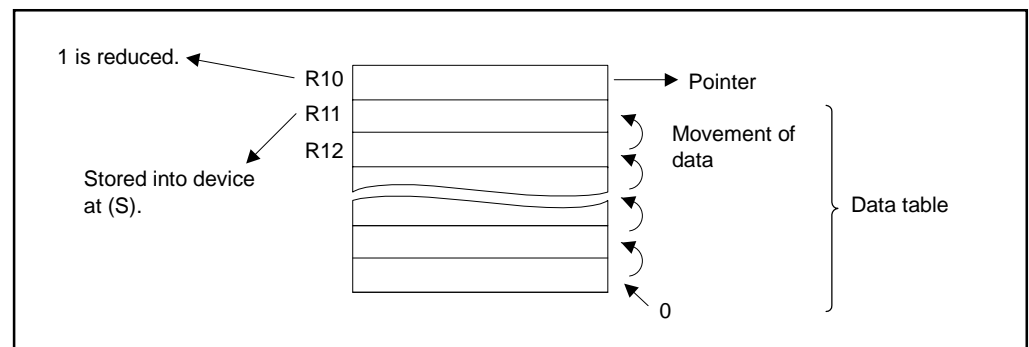 1 is reduced.
R10
Pointer
R11
R12
Movement of
data
Stored into device
at (S).
Data table
0